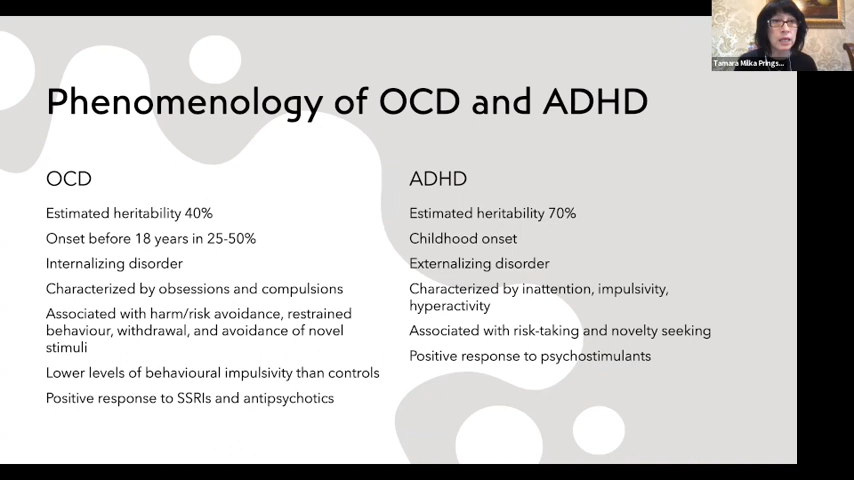 Tamara Milka Prings...
Phenomenology of OCD and ADHD
OCD
Estimated heritability 40%
Onset before 18 years in 25-50%
Internalizing disorder
Characterized by obsessions and compulsions
Associated with harm/risk avoidance, restrained
behaviour, withdrawal, and avoidance of novel
stimuli
Lower levels of behavioural impulsivity than controls
Positive response to SSRIs and antipsychotics
ADHD
Estimated heritability 70%
Childhood onset
Externalizing disorder
Characterized by inattention, impulsivity,
hyperactivity
Associated with risk-taking and novelty seeking
Positive response to psychostimulants